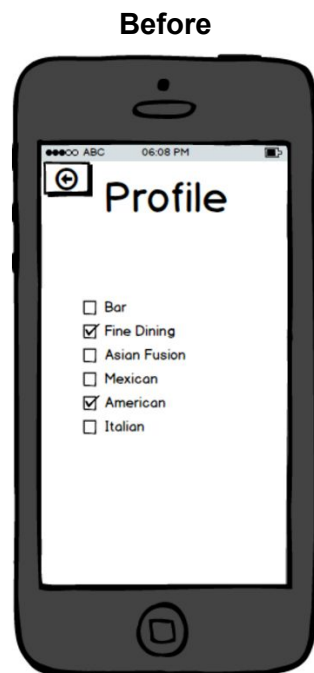 Before
ABC 06:08 PM
Profile
Bar
Fine Dining
Asian Fusion
Mexican
American
Italian